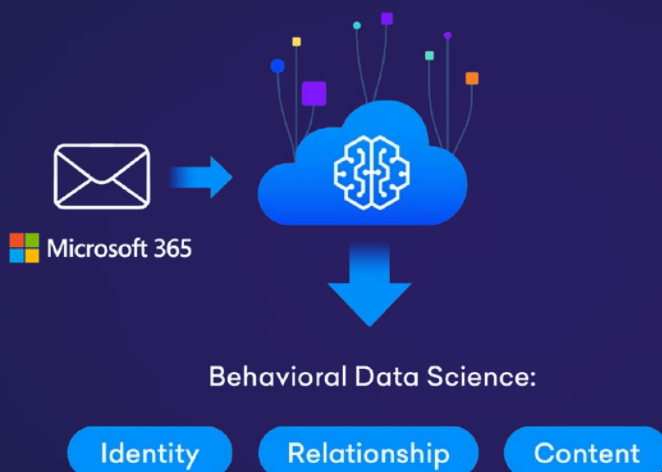 Microsoft 365
Behavioral Data Science:
Identity
Relationship
Content